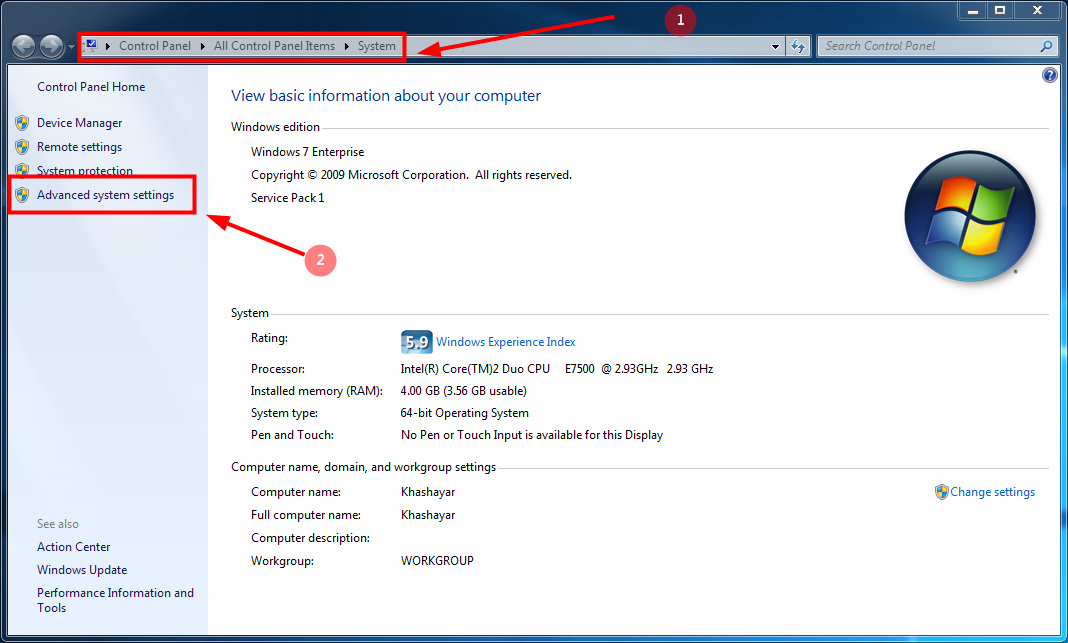 1
Control Panel ▸ All Control Panel Items ▸ System
Search Control Panel
Control Panel Home
Device Manager
Remote settings
System protection
Advanced system settings
2
See also
Action Center
Windows Update
Performance Information and
Tools
View basic information about your computer
Windows edition
Windows 7 Enterprise
Copyright © 2009 Microsoft Corporation. All rights reserved.
Service Pack 1
System
Rating: 5.9 Windows Experience Index
Processor: Intel(R) Core(TM)2 Duo CPU E7500 @ 2.93GHz 2.93 GHz
Installed memory (RAM): 4.00 GB (3.56 GB usable)
System type: 64-bit Operating System
Pen and Touch: No Pen or Touch Input is available for this Display
Computer name, domain, and workgroup settings
Computer name: Khashayar
Change settings
Full computer name: Khashayar
Computer description:
Workgroup: WORKGROUP